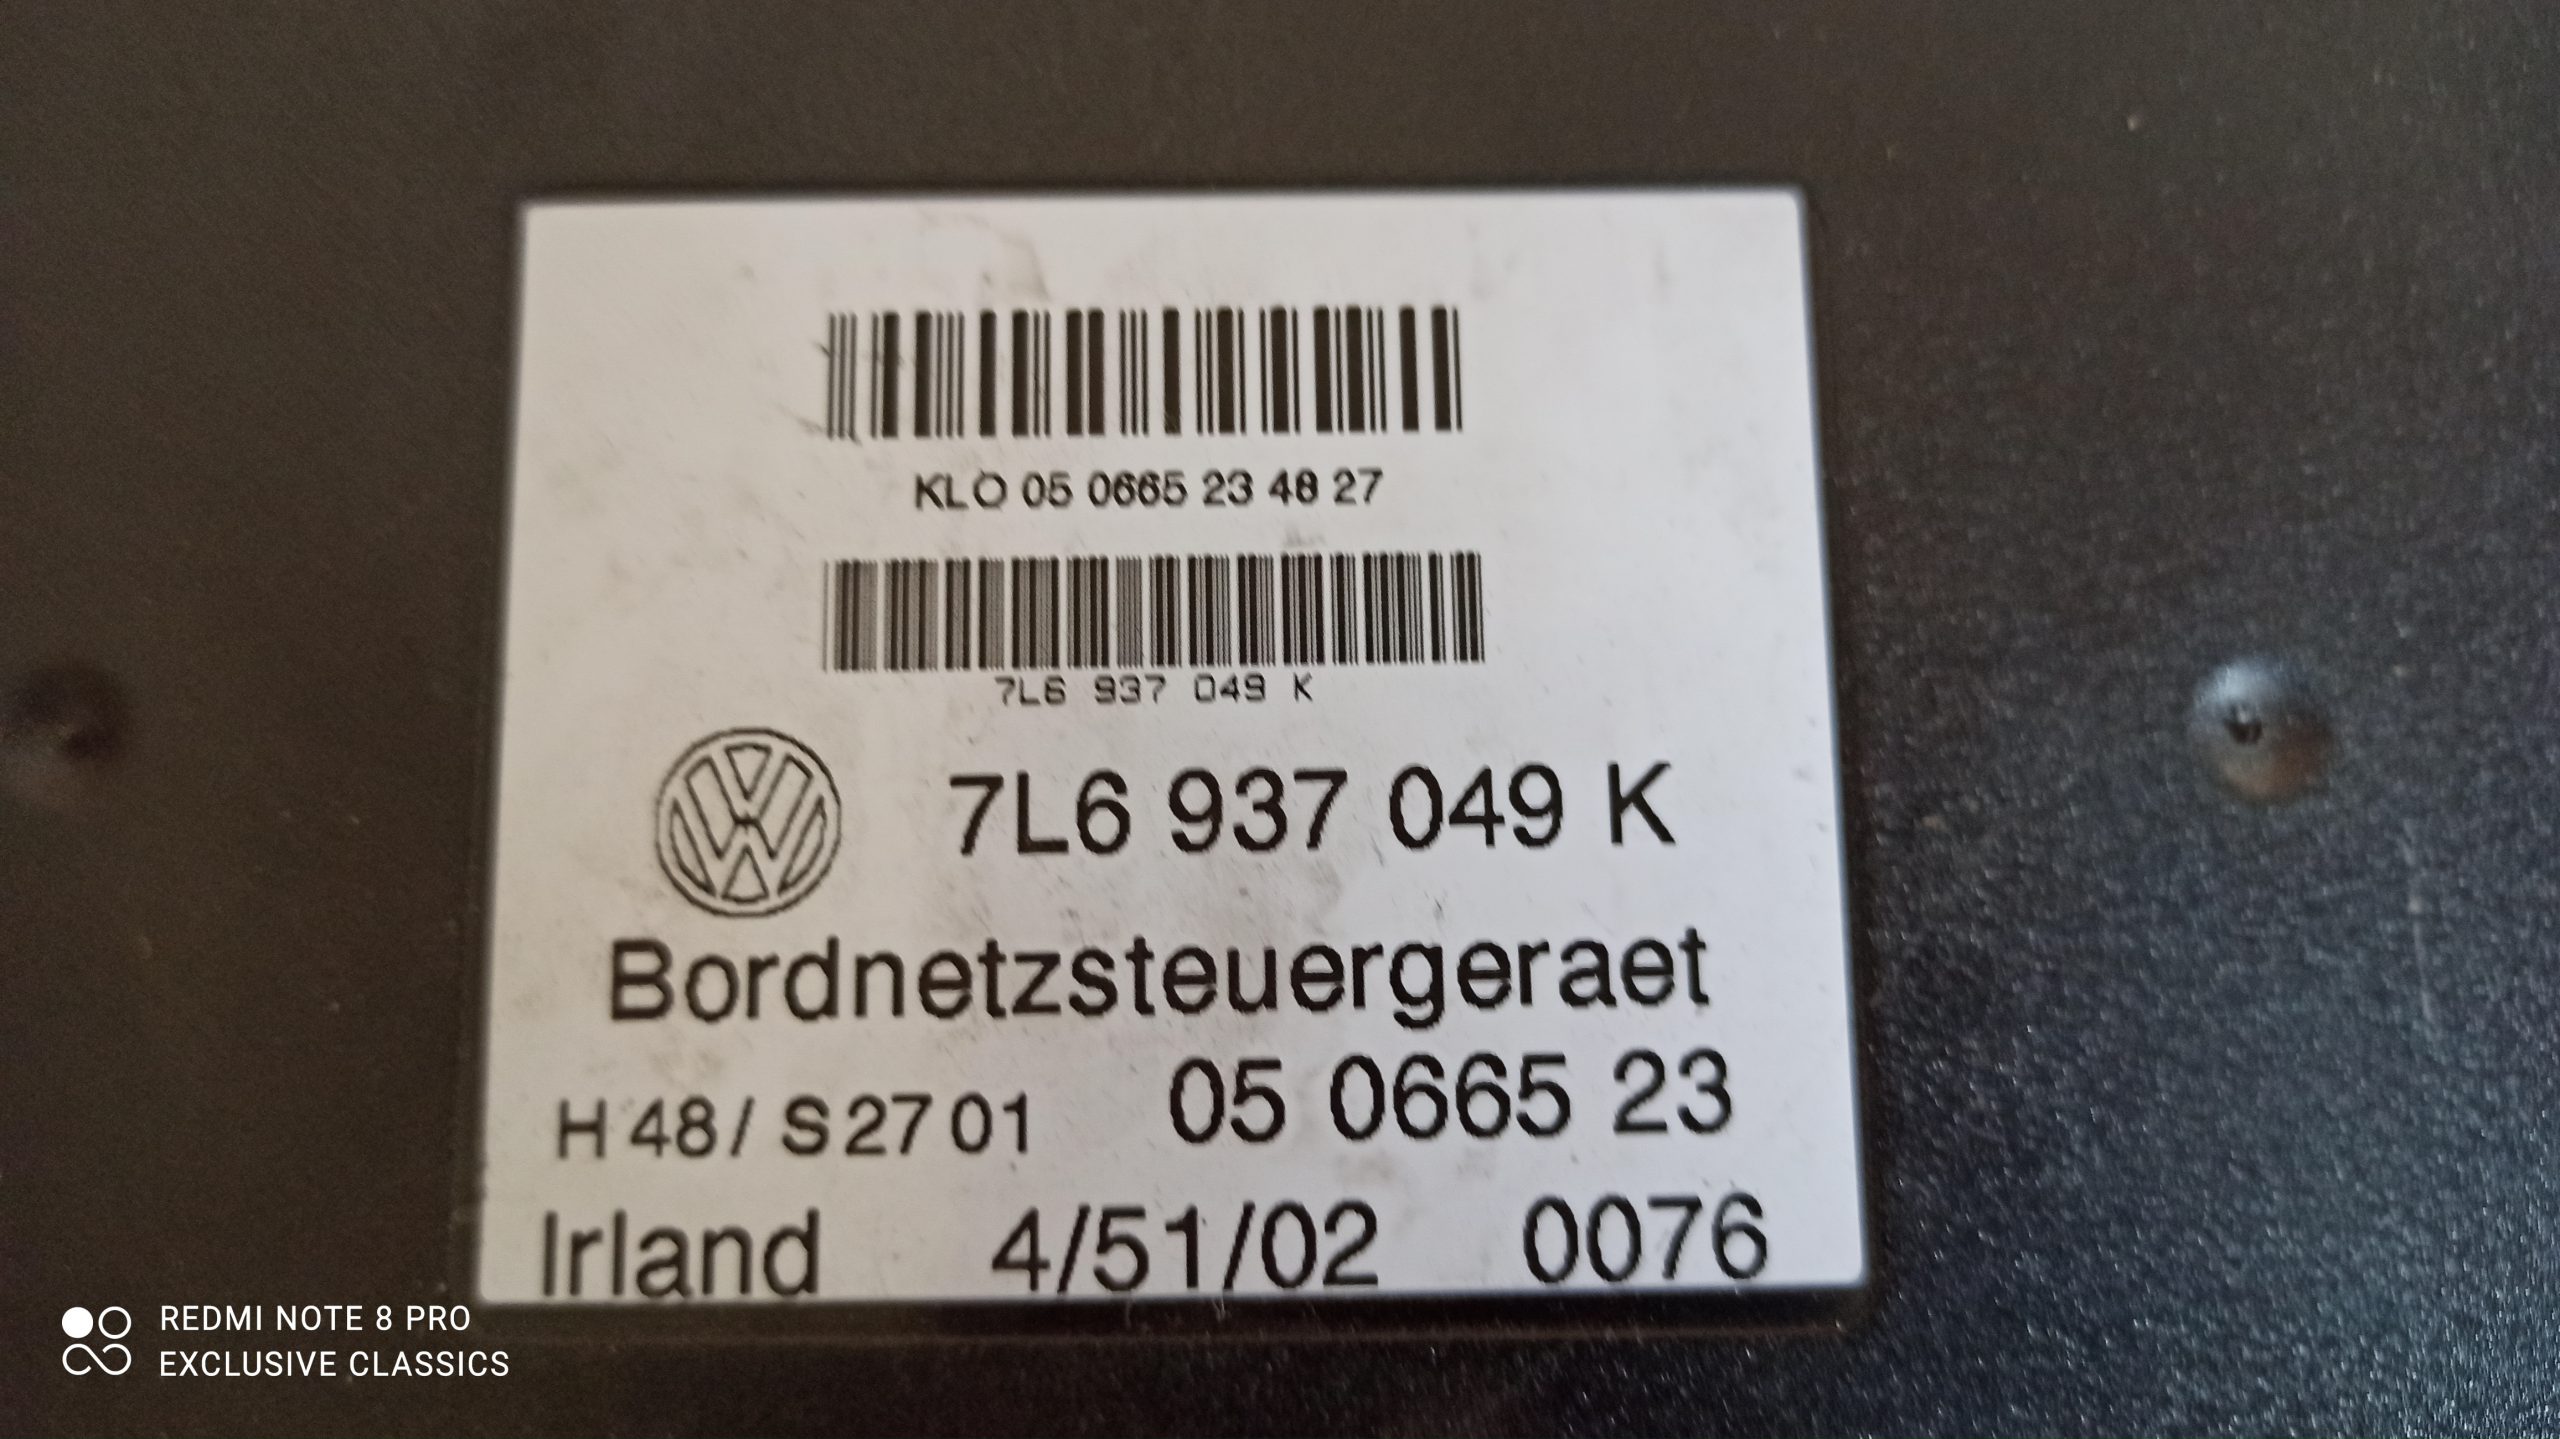 KLO 05 0665 23 48 27
7L6 937 049 K
7L6 937 049 K
Bordnetzsteuergeraet
H 48 / S 27 01 05 0665 23
Irland 4/51/02 0076
REDMI NOTE 8 PRO
EXCLUSIVE CLASSICS